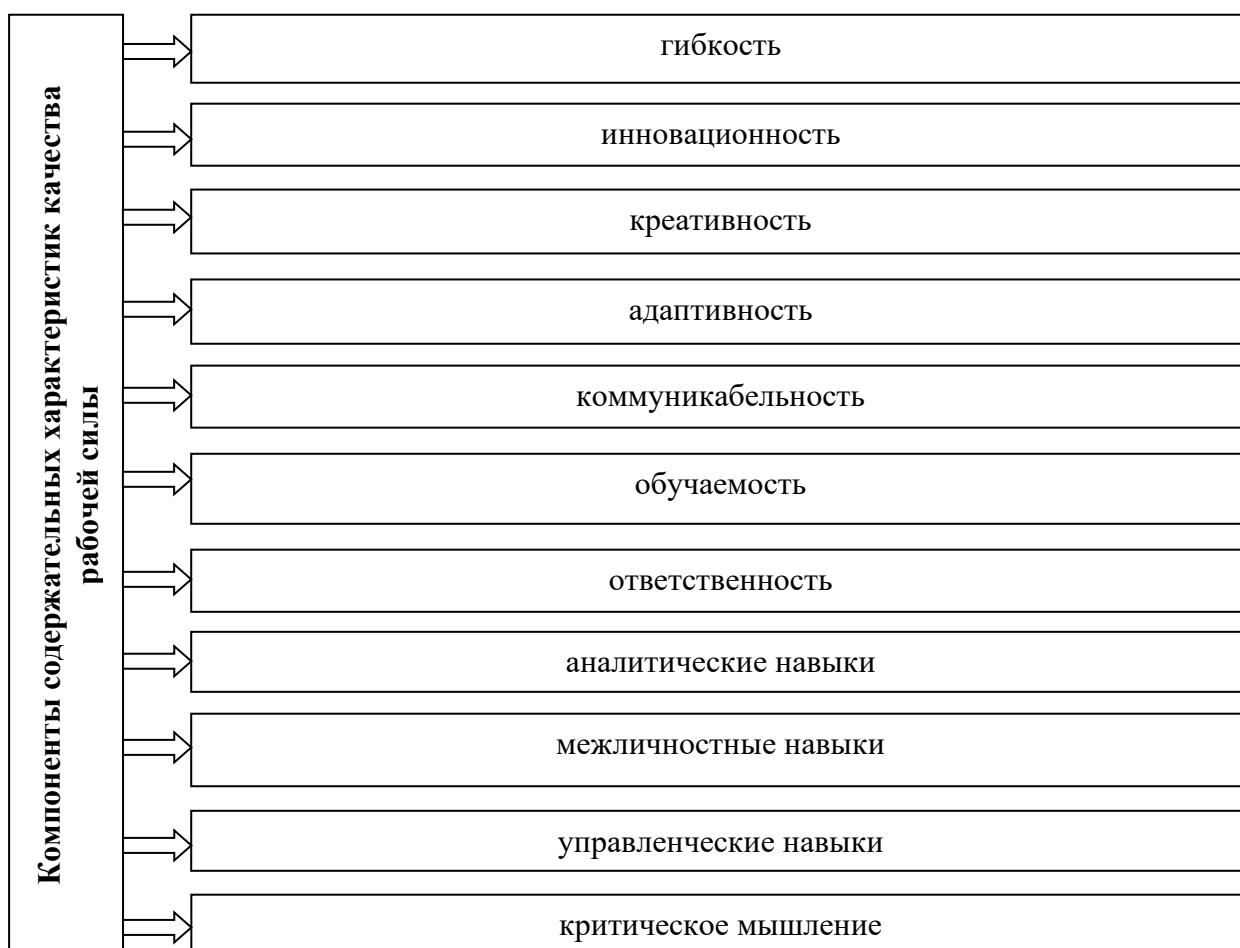 Компоненты содержательных характеристик качества
рабочей силы
гибкость
инновационность
креативность
адаптивность
коммуникабельность
обучаемость
ответственность
аналитические навыки
межличностные навыки
управленческие навыки
критическое мышление